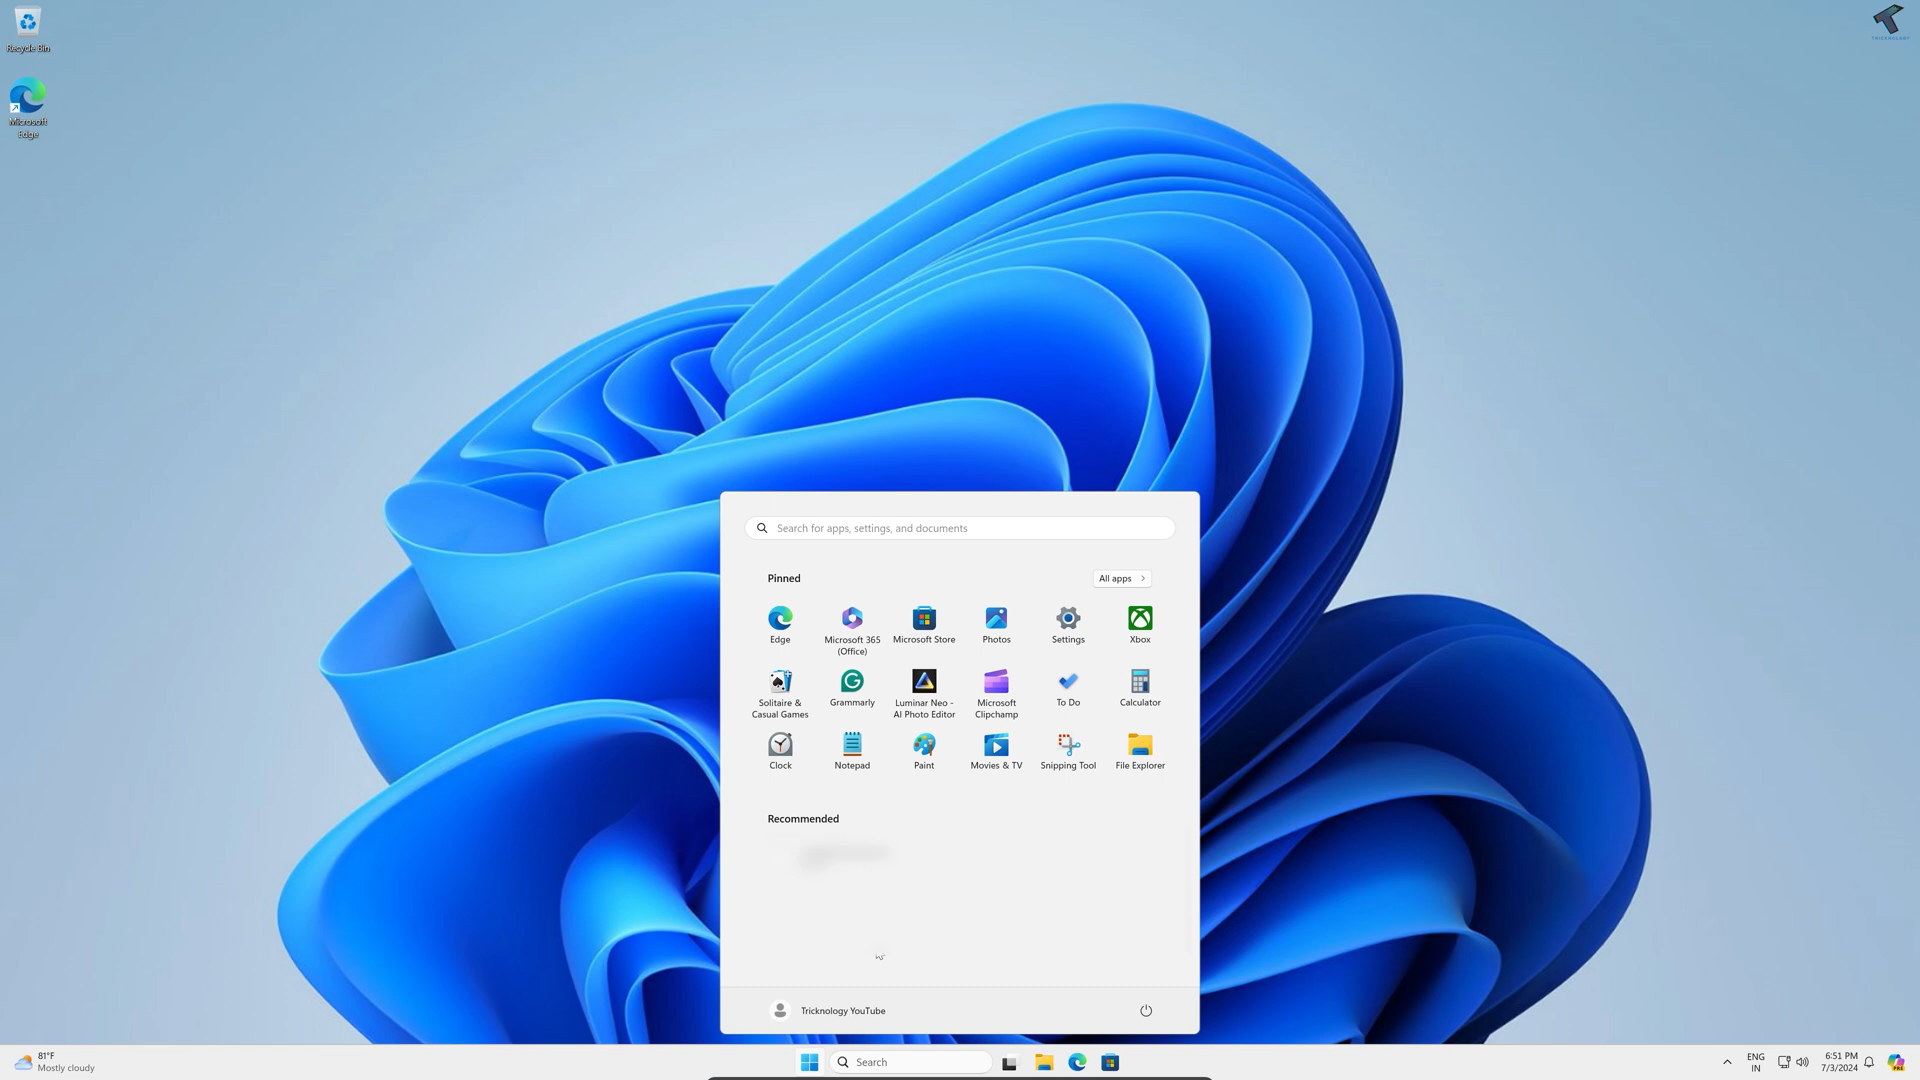 Recycle Bin
Microsoft
Edge
TRICKNOLOGY
Search for apps, settings, and documents
Pinned
All apps
Edge
Microsoft 365
(Office)
Microsoft Store
Photos
Settings
Xbox
Solitaire &
Casual Games
Grammarly
Luminar Neo -
AI Photo Editor
Microsoft
Clipchamp
To Do
Calculator
Clock
Notepad
Paint
Movies & TV
Snipping Tool
File Explorer
Recommended
Tricknology YouTube
81°F
Mostly cloudy
Search
ENG
IN
6:51 PM
7/3/2024
PRE